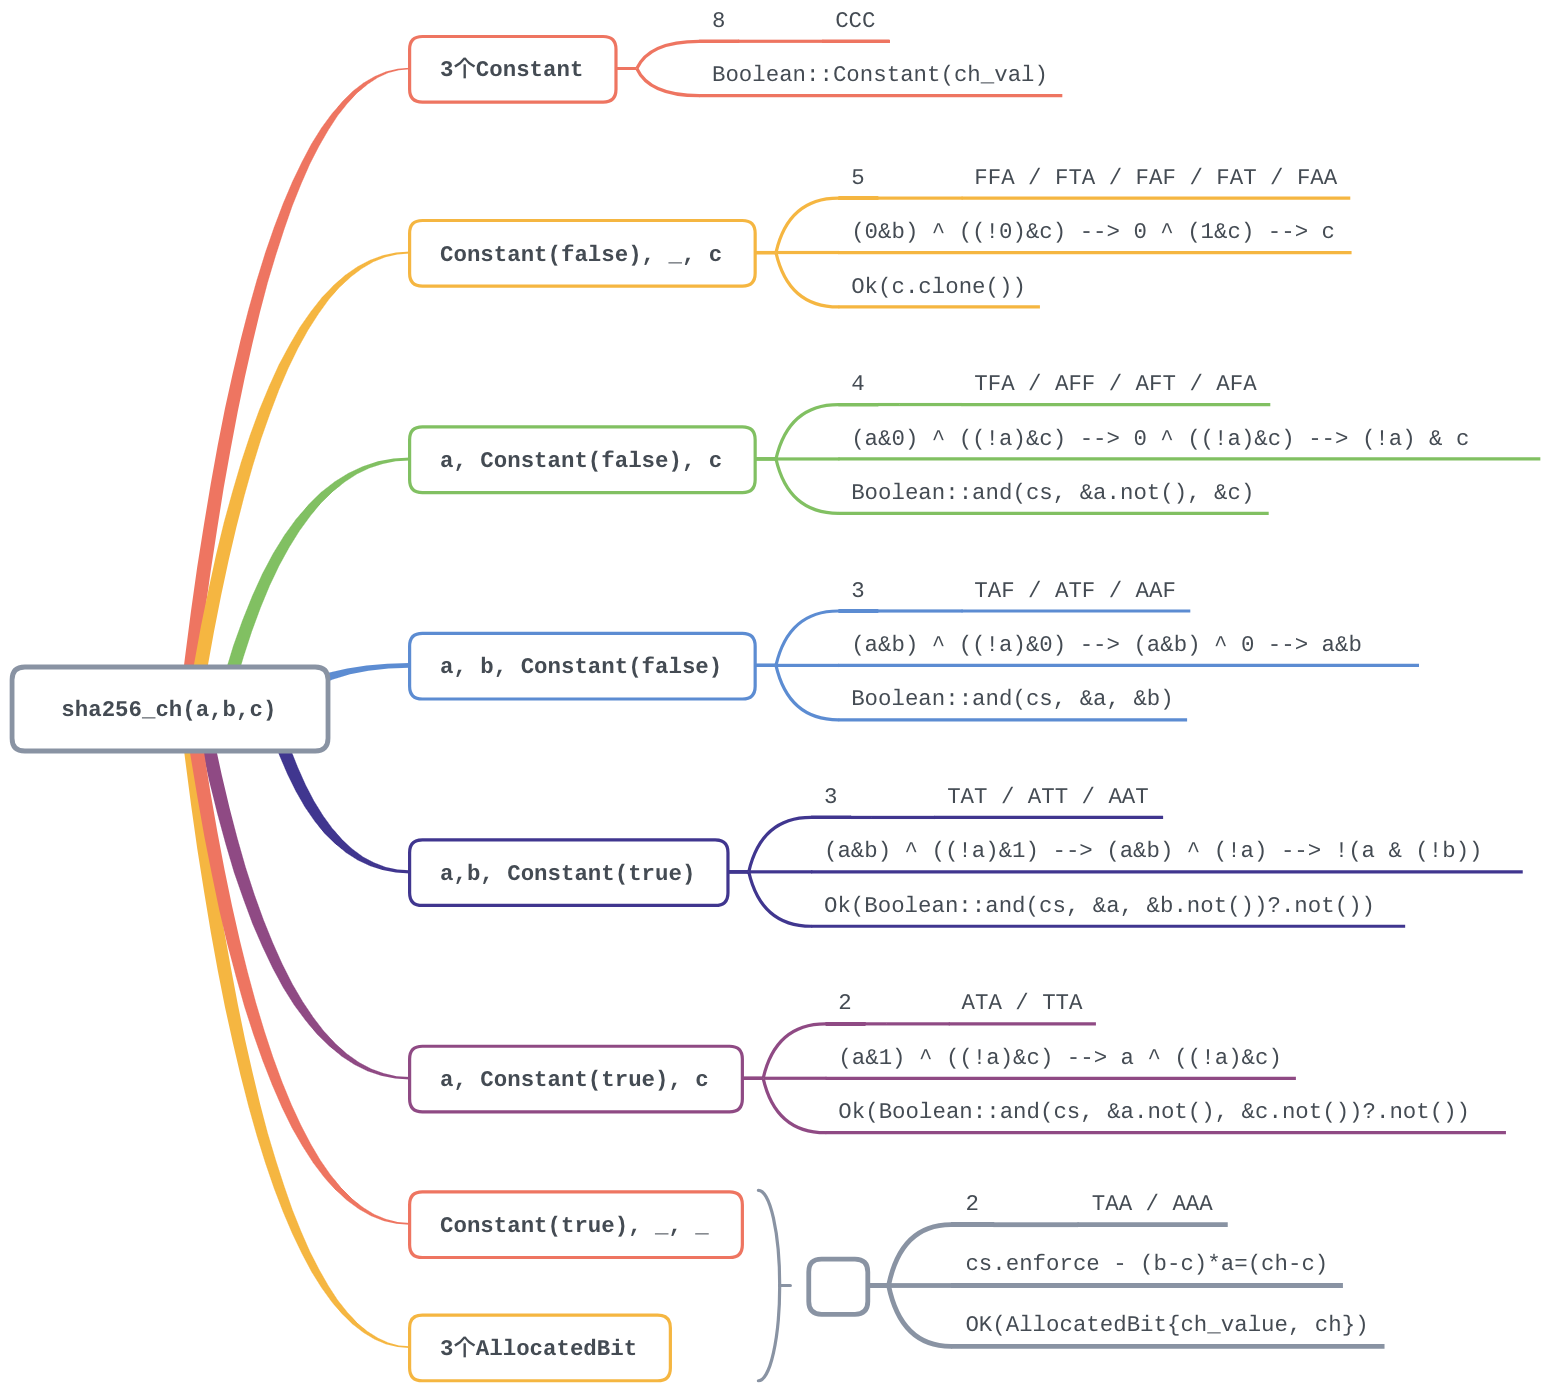 sha256_ch(a,b,c)
3个Constant
8 CCC
Boolean::Constant(ch_val)
Constant(false), _, c
5 FFA / FTA / FAF / FAT / FAA
(0&b) ^ ((!0)&c) --> 0 ^ (1&c) --> c
Ok(c.clone())
a, Constant(false), c
4 TFA / AFF / AFT / AFA
(a&0) ^ ((!a)&c) --> 0 ^ ((!a)&c) --> (!a) & c
Boolean::and(cs, &a.not(), &c)
a, b, Constant(false)
3 TAF / ATF / AAF
(a&b) ^ ((!a)&0) --> (a&b) ^ 0 --> a&b
Boolean::and(cs, &a, &b)
a,b, Constant(true)
3 TAT / ATT / AAT
(a&b) ^ ((!a)&1) --> (a&b) ^ (!a) --> !(a & (!b))
Ok(Boolean::and(cs, &a, &b.not())?.not())
a, Constant(true), c
2 ATA / TTA
(a&1) ^ ((!a)&c) --> a ^ ((!a)&c)
Ok(Boolean::and(cs, &a.not(), &c.not())?.not())
Constant(true), _, _
3个AllocatedBit
2 TAA / AAA
cs.enforce - (b-c)*a=(ch-c)
OK(AllocatedBit{ch_value, ch})